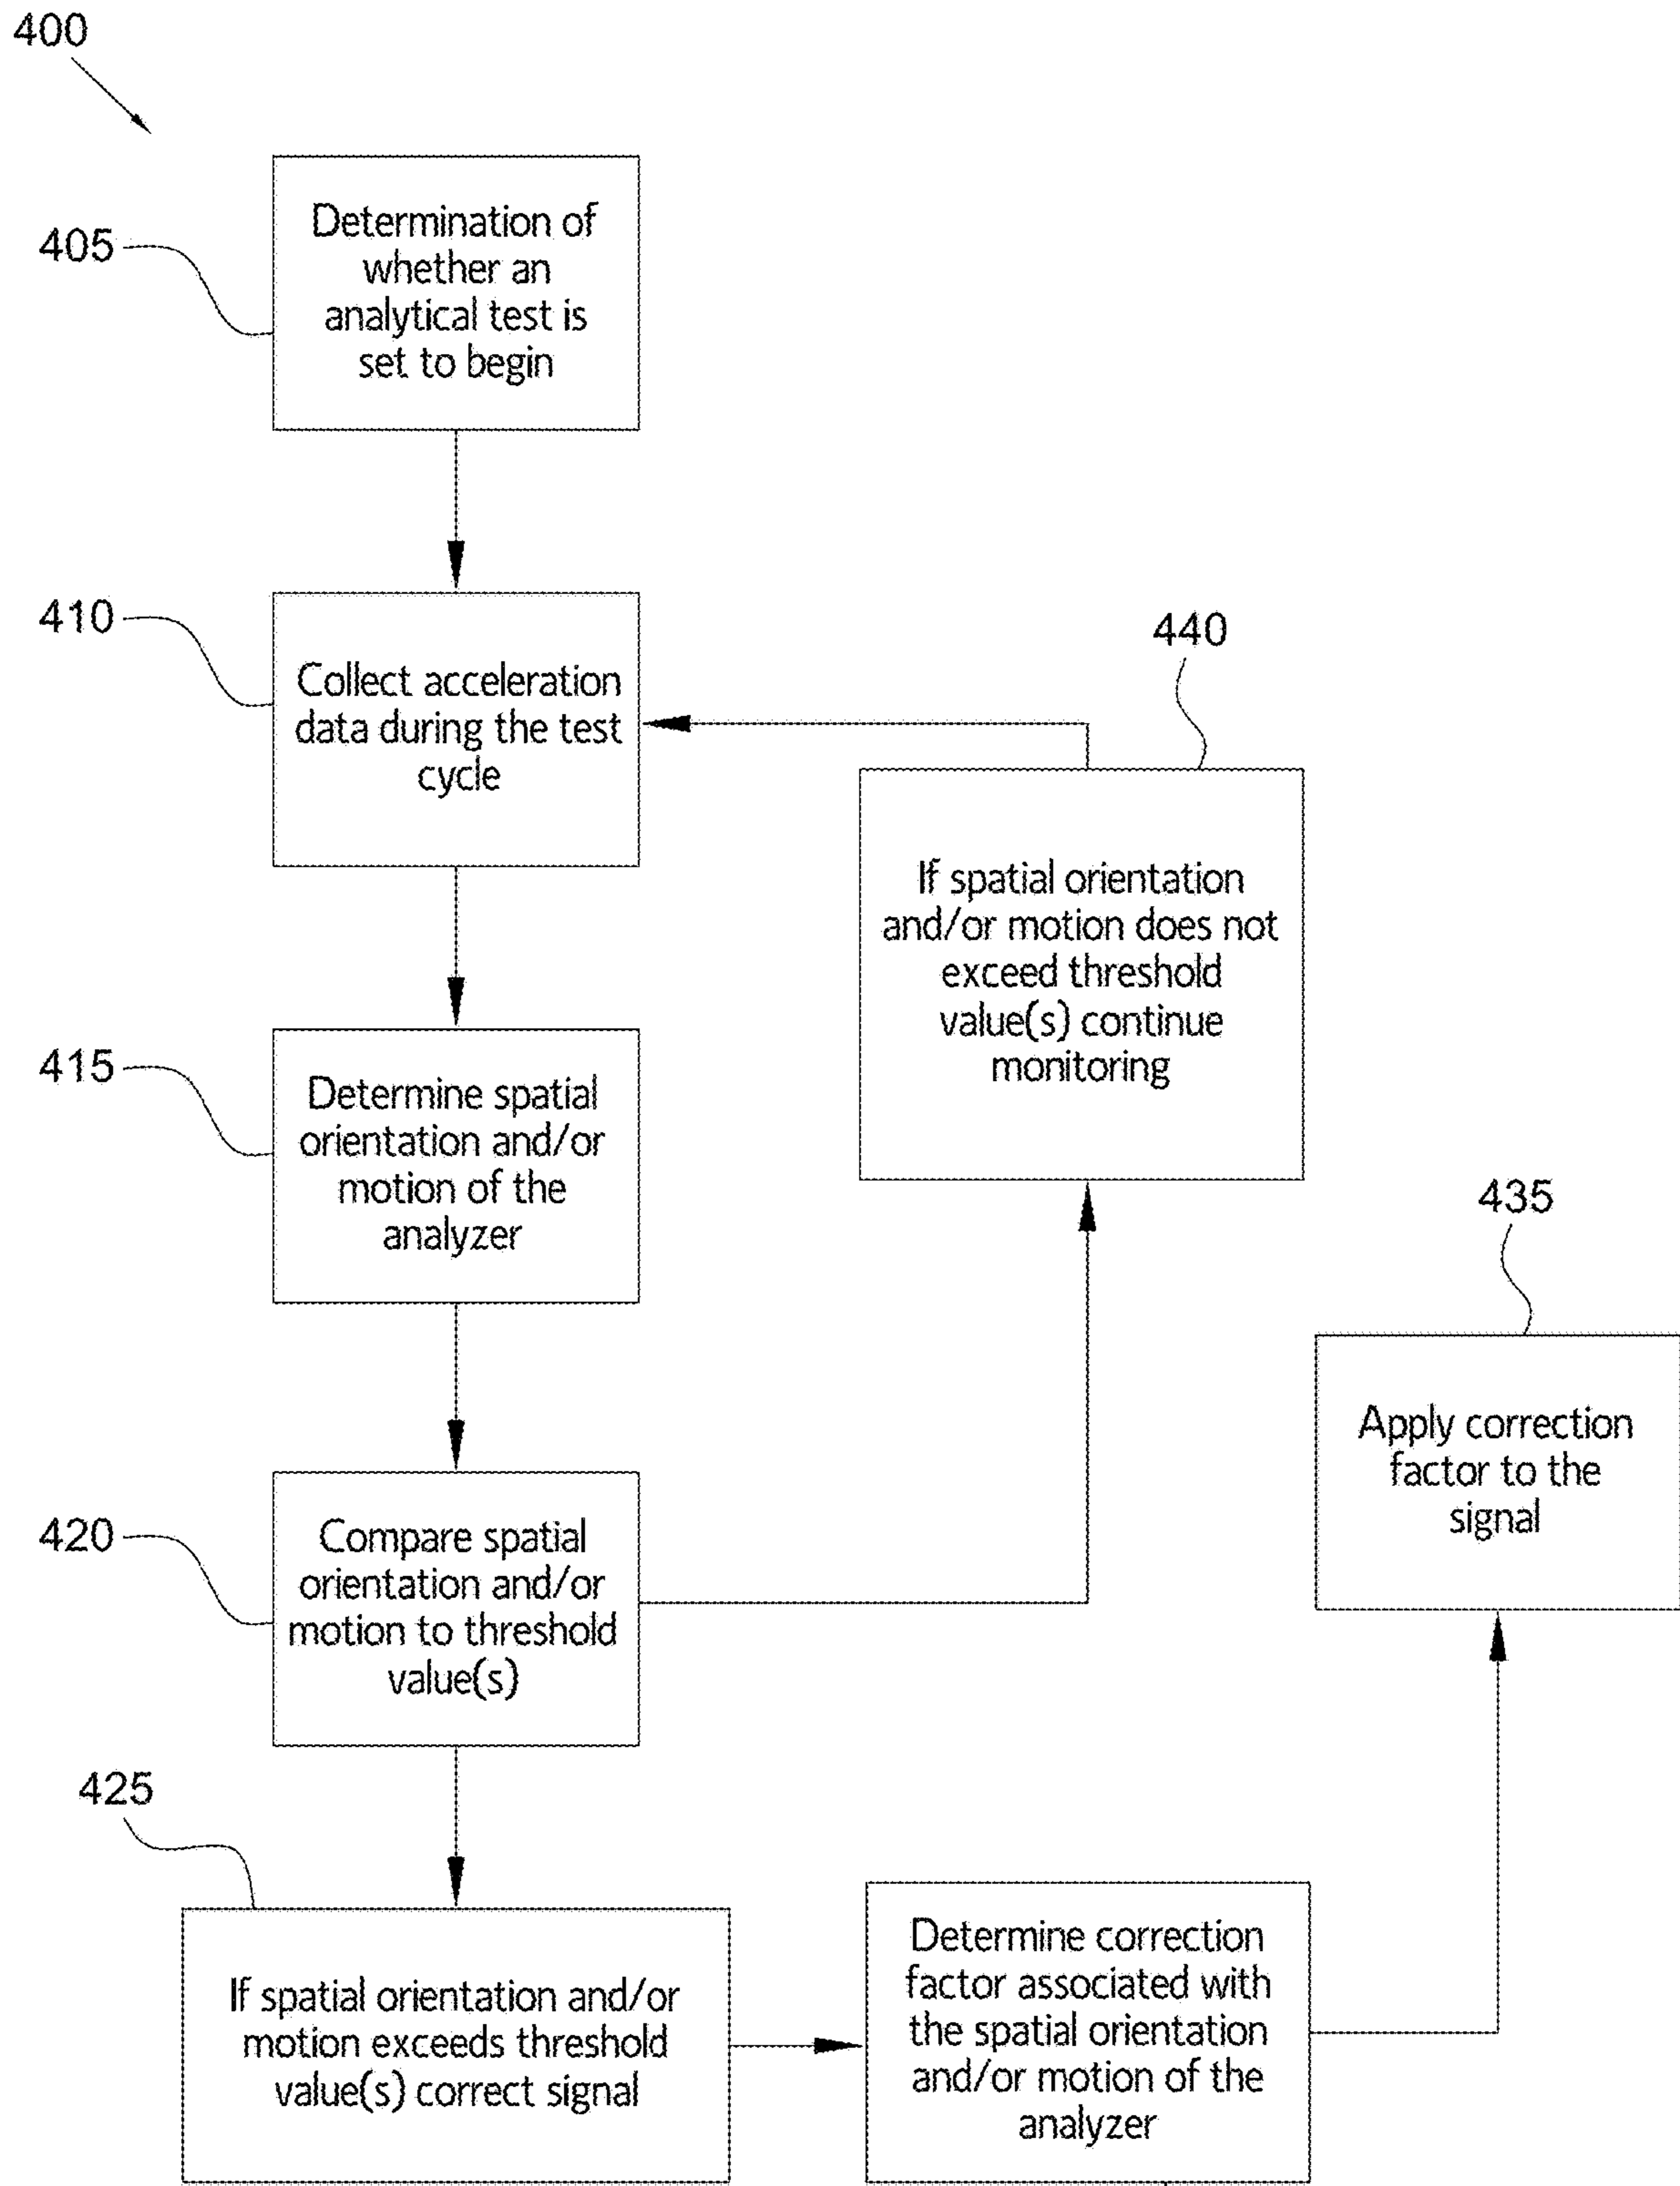 400
405
Determination of
whether an
analytical test is
set to begin
410
Collect acceleration
data during the test
cycle
440
If spatial orientation
and/or motion does not
exceed threshold
value(s) continue
monitoring
415
Determine spatial
orientation and/or
motion of the
analyzer
435
Apply correction
factor to the
signal
420
Compare spatial
orientation and/or
motion to threshold
value(s)
425
If spatial orientation and/or
motion exceeds threshold
value(s) correct signal
Determine correction
factor associated with
the spatial orientation
and/or motion of the
analyzer